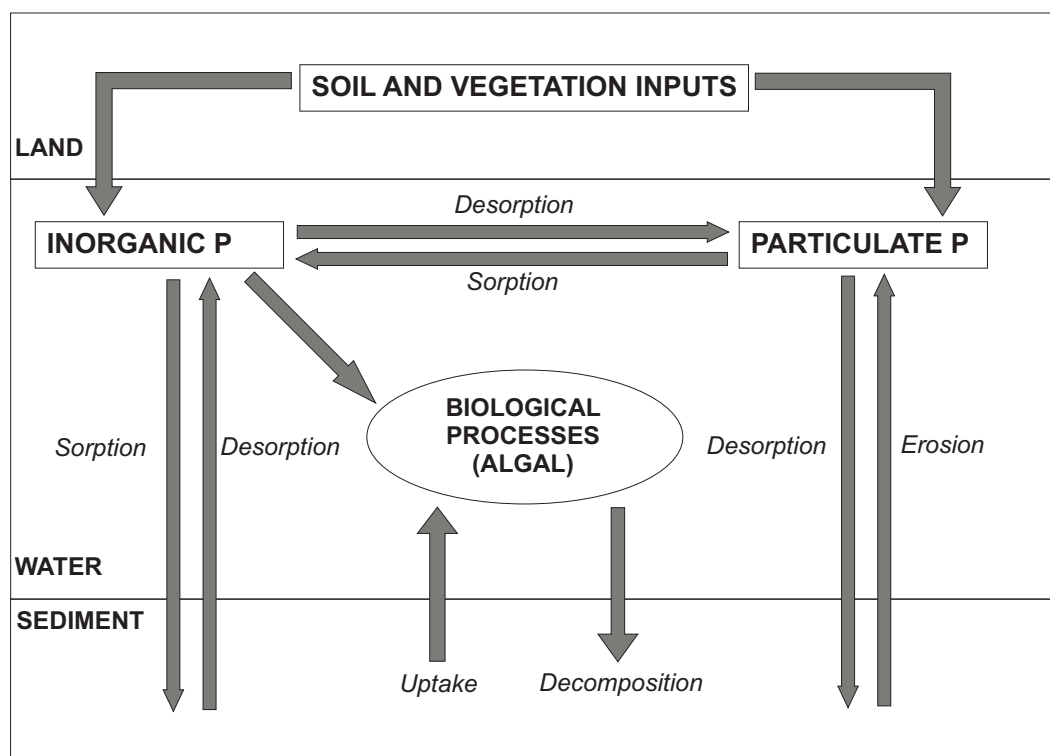 SOIL AND VEGETATION INPUTS
LAND
Desorption
INORGANIC P
PARTICULATE P
Sorption
BIOLOGICAL
PROCESSES
(ALGAL)
Sorption
Desorption
Desorption
Erosion
WATER
SEDIMENT
Uptake
Decomposition